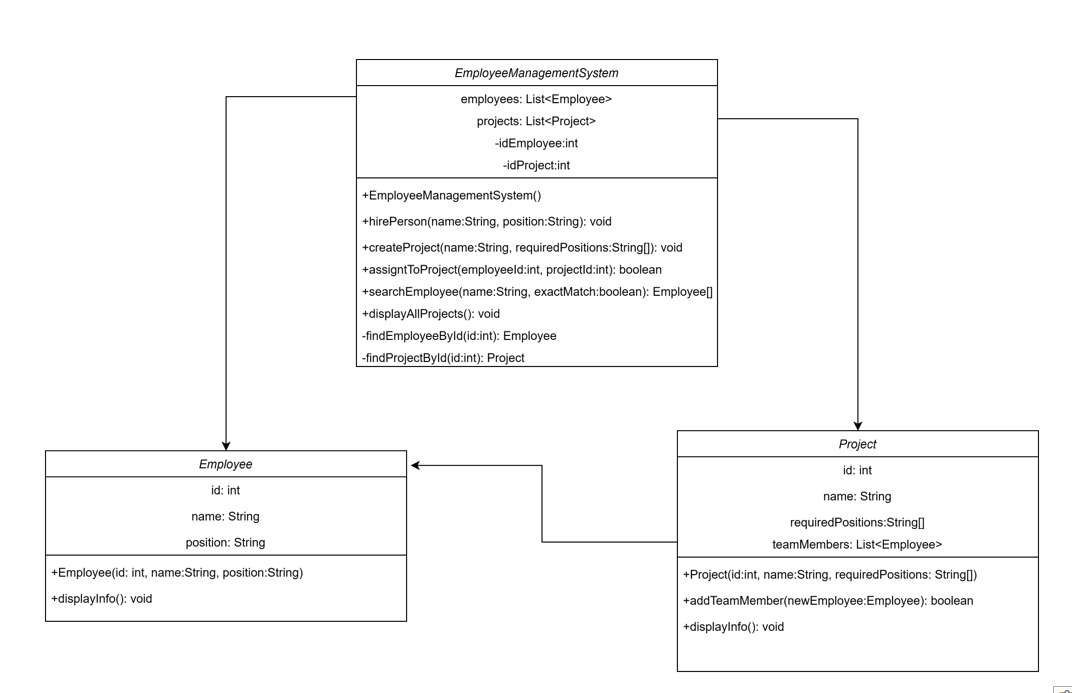 EmployeeManagementSystem
employees: List<Employee>
projects: List<Project>
-idEmployee:int
-idProject:int
+EmployeeManagementSystem()
+hirePerson(name:String, position:String): void
+createProject(name:String, requiredPositions:String[]): void
+assigntToProject(employeeId:int, projectId:int): boolean
+searchEmployee(name:String, exactMatch:boolean): Employee[]
+displayAllProjects(): void
-findEmployeeById(id:int): Employee
-findProjectById(id:int): Project
Employee
id: int
name: String
position: String
+Employee(id: int, name:String, position:String)
+displayInfo(): void
Project
id: int
name: String
requiredPositions:String[]
teamMembers: List<Employee>
+Project(id:int, name:String, requiredPositions: String[])
+addTeamMember(newEmployee:Employee): boolean
+displayInfo(): void